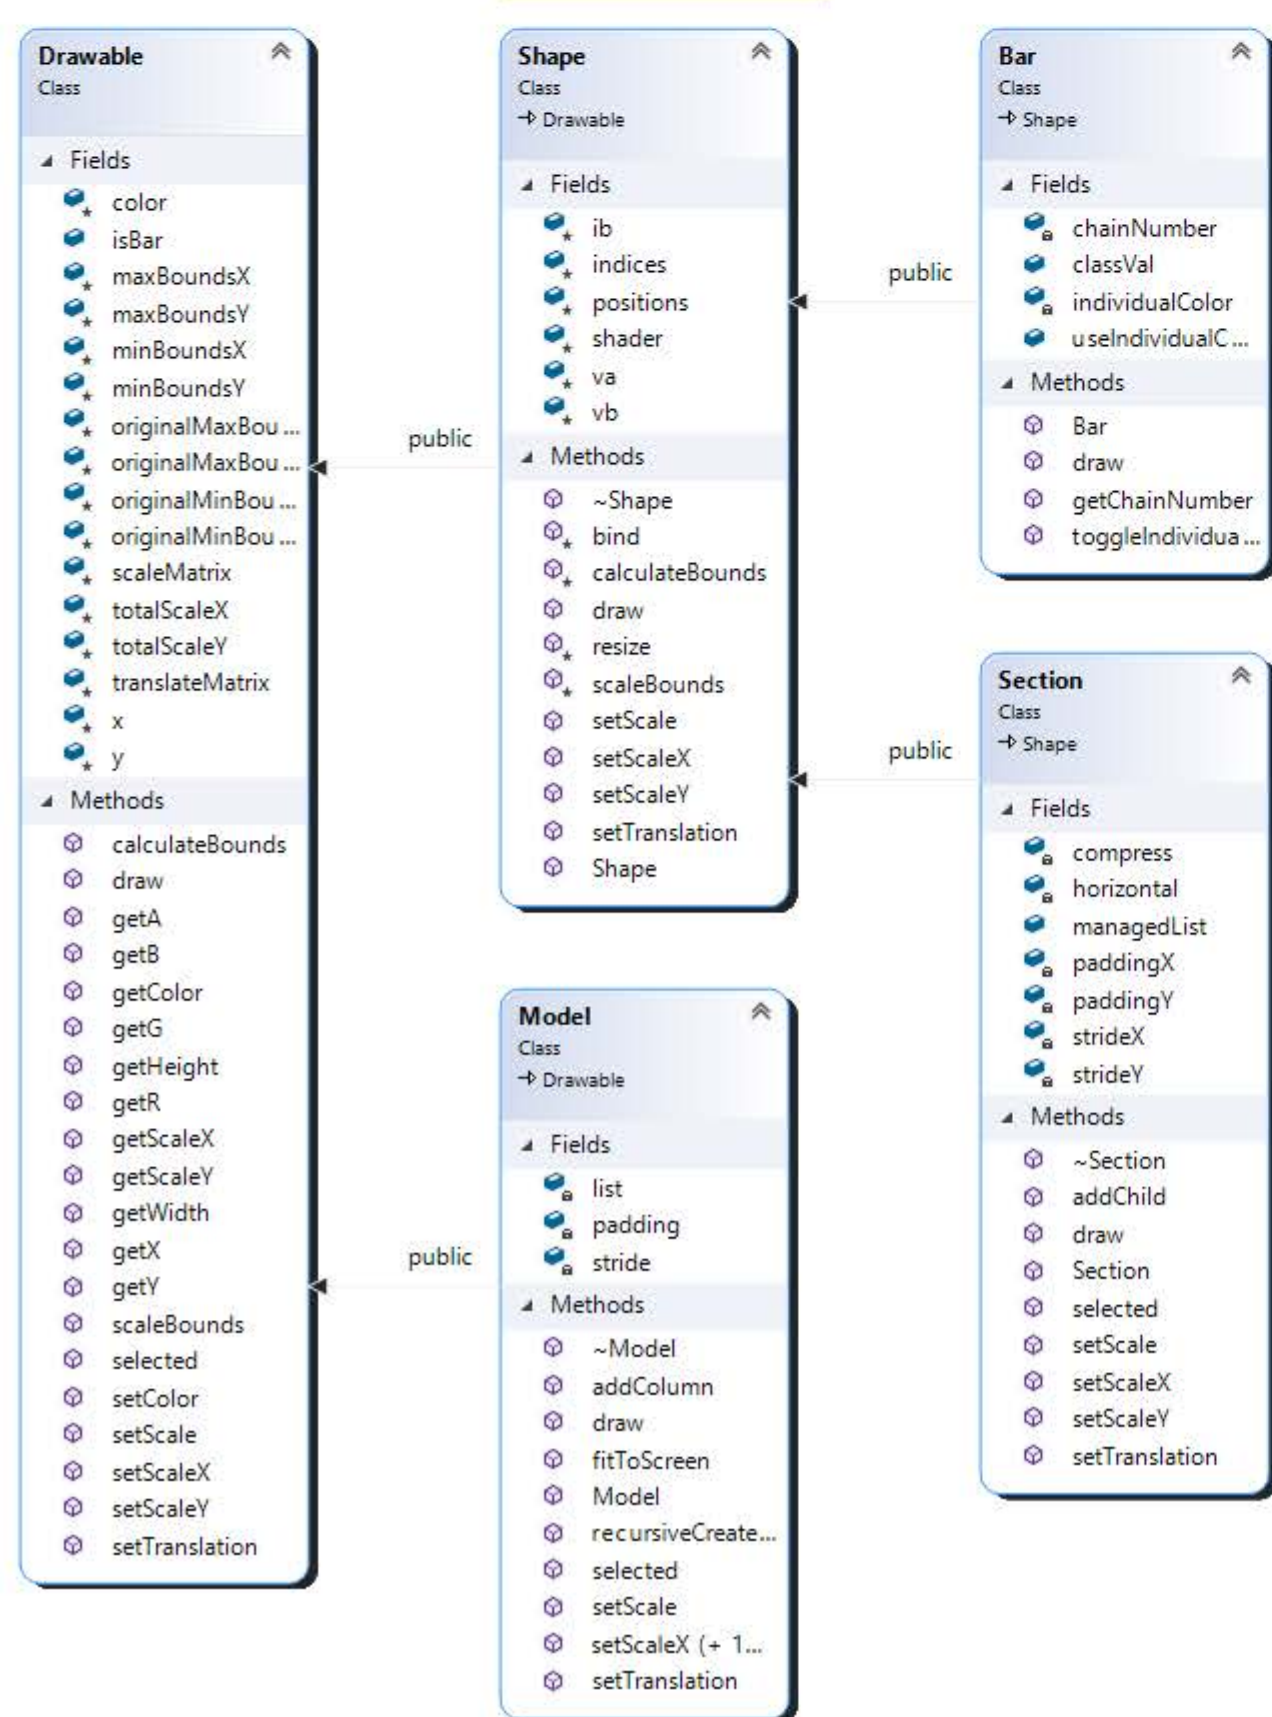 Drawable
Class
Fields
color
isBar
maxBoundsX
maxBoundsY
minBoundsX
minBoundsY
originalMaxBou...
originalMaxBou...
originalMinBou...
originalMinBou...
scaleMatrix
totalScaleX
totalScaleY
translateMatrix
x
y
Methods
calculateBounds
draw
getA
getB
getColor
getG
getHeight
getR
getScaleX
getScaleY
getWidth
getX
getY
scaleBounds
selected
setColor
setScale
setScaleX
setScaleY
setTranslation
public
public
Shape
Class
Drawable
Fields
ib
indices
positions
shader
va
vb
Methods
~Shape
bind
calculateBounds
draw
resize
scaleBounds
setScale
setScaleX
setScaleY
setTranslation
Shape
Model
Class
Drawable
Fields
list
padding
stride
Methods
~Model
addColumn
draw
fitToScreen
Model
recursiveCreate...
selected
setScale
setScaleX (+ 1...
setTranslation
public
public
Bar
Class
Shape
Fields
chainNumber
classVal
individualColor
useIndividualC...
Methods
Bar
draw
getChainNumber
toggleIndividua...
Section
Class
Shape
Fields
compress
horizontal
managedList
paddingX
paddingY
strideX
strideY
Methods
~Section
addChild
draw
Section
selected
setScale
setScaleX
setScaleY
setTranslation